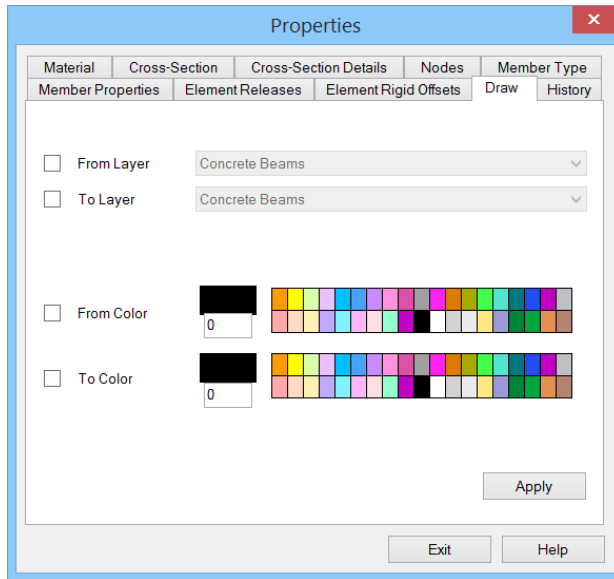 Properties
Material Cross-Section Cross-Section Details Nodes Member Type
Member Properties Element Releases Element Rigid Offsets Draw History
From Layer Concrete Beams
To Layer Concrete Beams
From Color 0
To Color 0
Apply
Exit Help